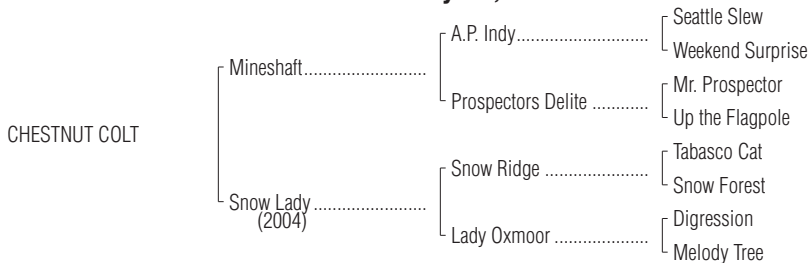 Seattle Slew
A.P. Indy................................
Weekend Surprise
Mineshaft..............................
Mr. Prospector
Prospectors Delite .............
Up the Flagpole
CHESTNUT COLT
Tabasco Cat
Snow Ridge .........................
Snow Forest
Snow Lady...........................
(2004)
Digression
Lady Oxmoor ......................
Melody Tree